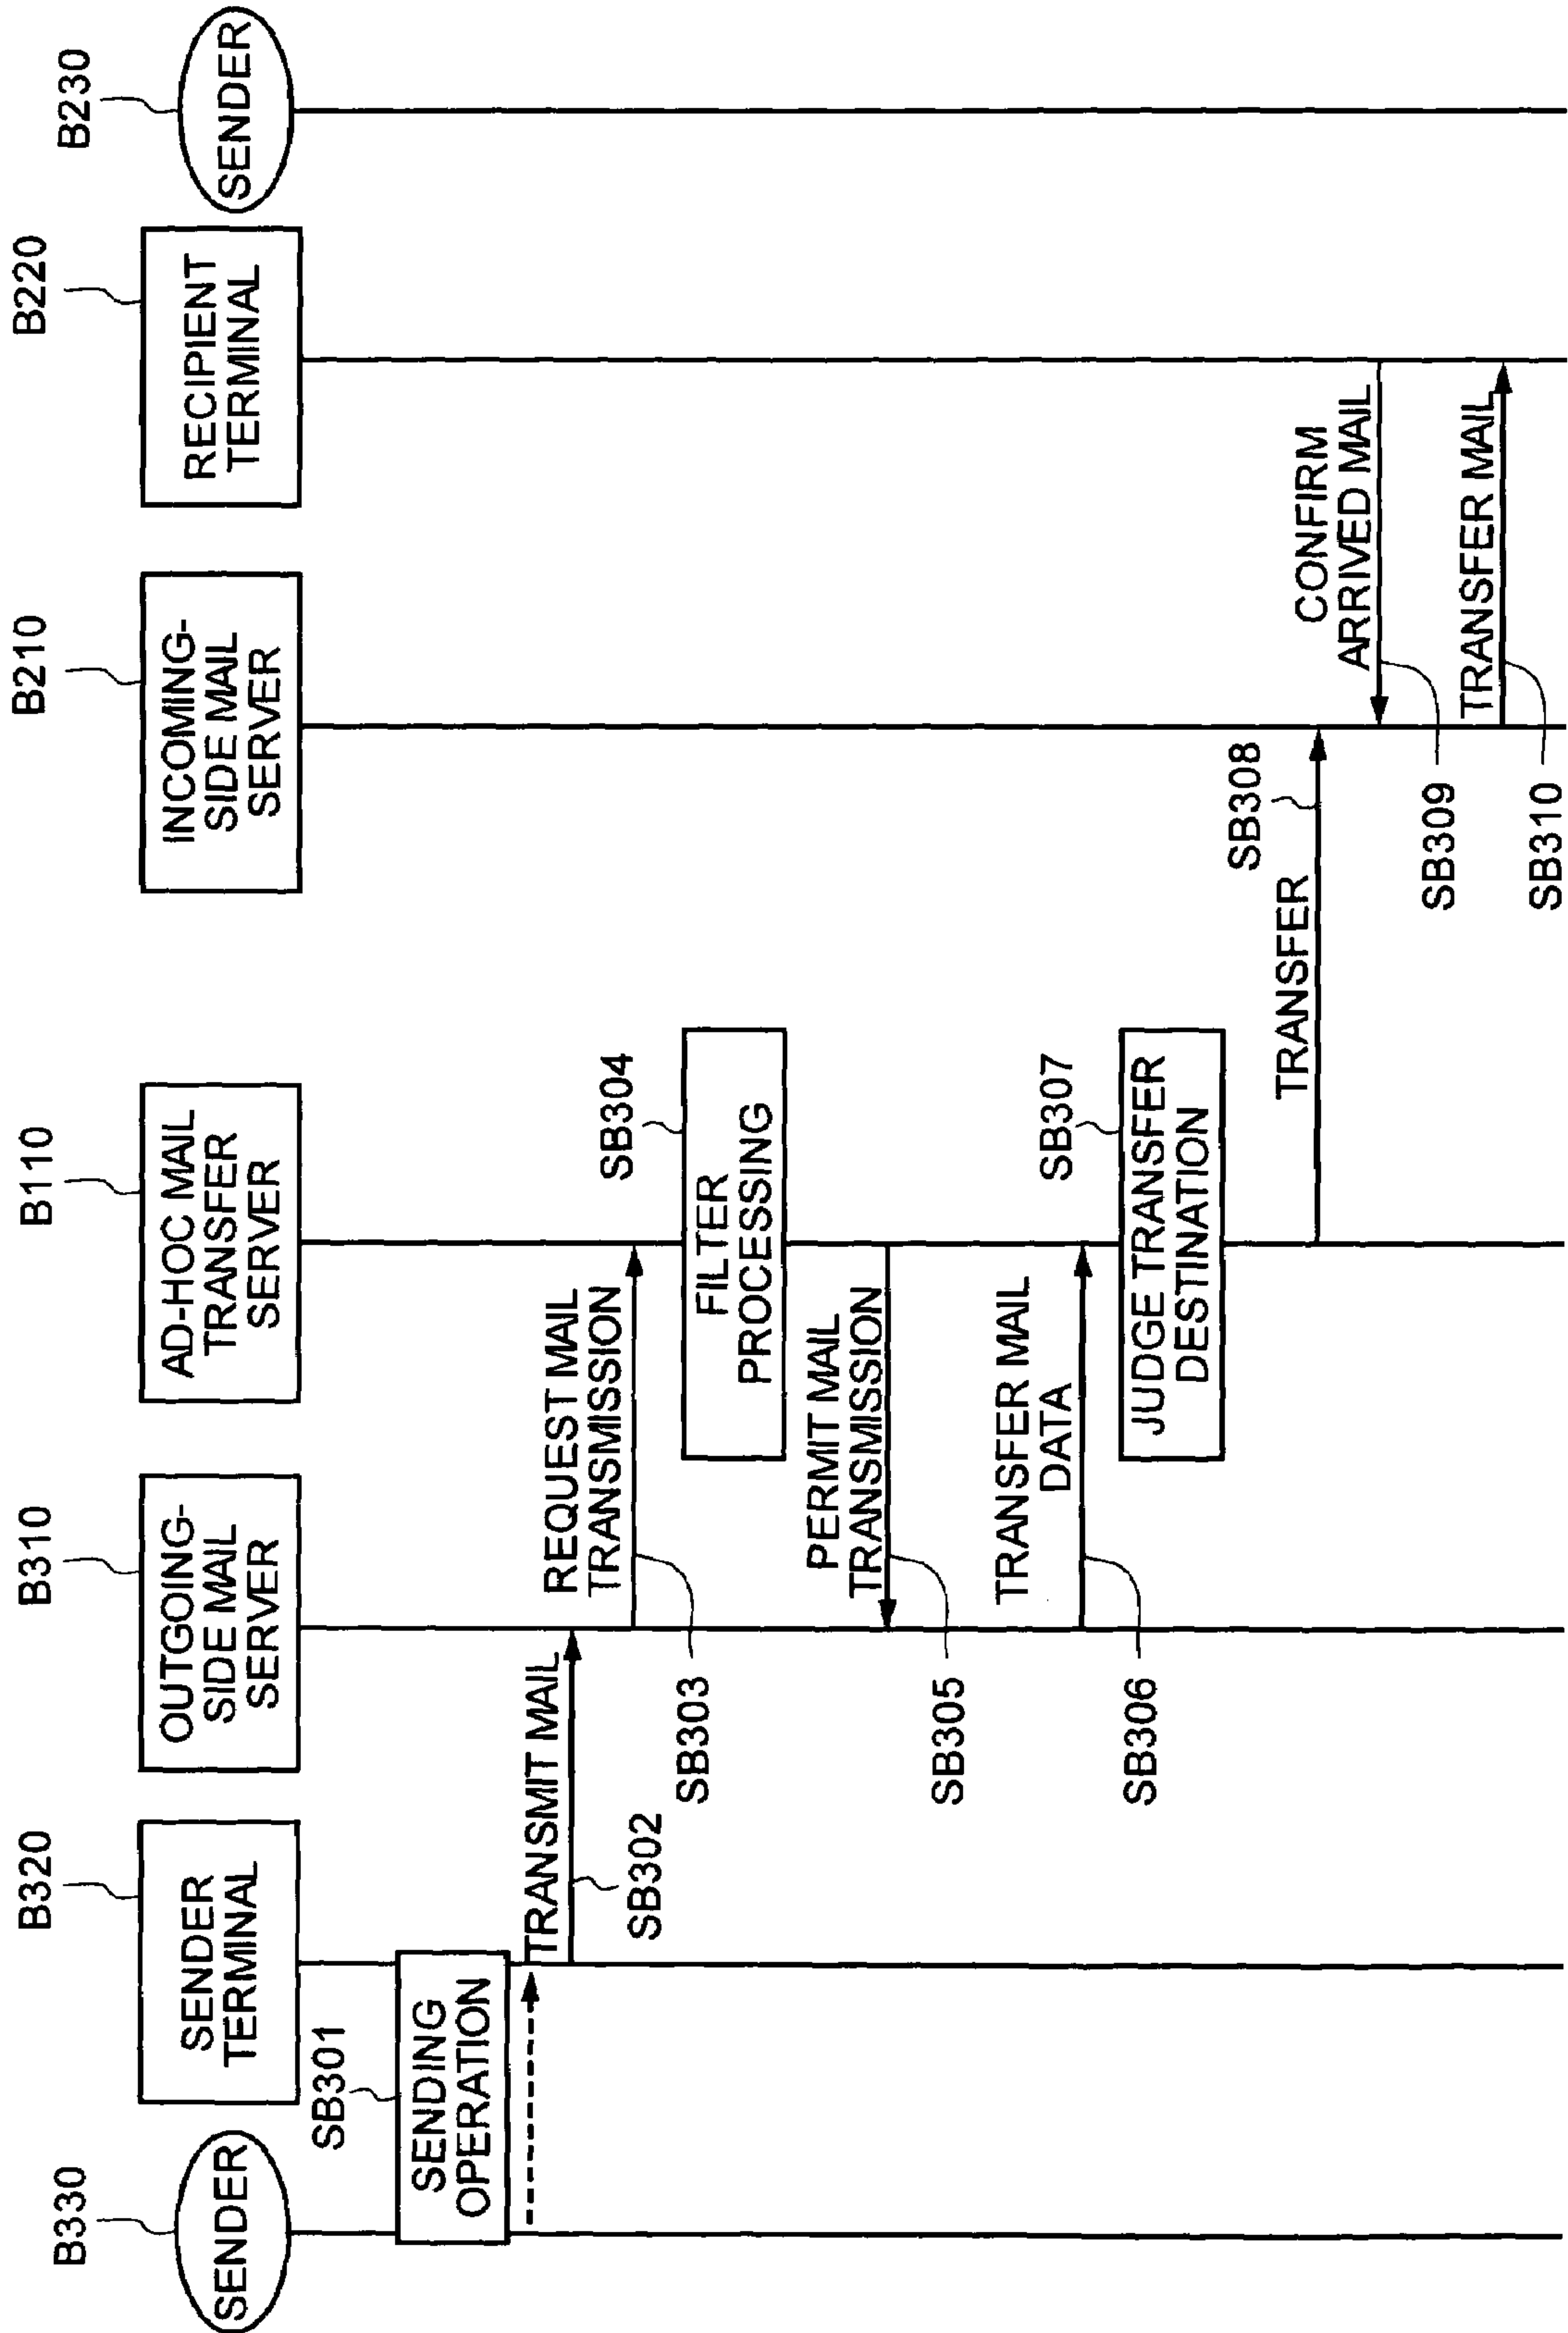 B330
B320
B310
B110
B210
B220
B230
SENDER
SENDER
TERMINAL
OUTGOING-
SIDE MAIL
SERVER
AD-HOC MAIL
TRANSFER
SERVER
INCOMING-
SIDE MAIL
SERVER
RECIPIENT
TERMINAL
SENDER
SB301
SENDING
OPERATION
TRANSMIT MAIL
SB302
REQUEST MAIL
TRANSMISSION
SB303
SB304
FILTER
PROCESSING
PERMIT MAIL
TRANSMISSION
SB305
TRANSFER MAIL
DATA
SB306
SB307
JUDGE TRANSFER
DESTINATION
TRANSFER
SB308
CONFIRM
ARRIVED MAIL
SB309
TRANSFER MAIL
SB310